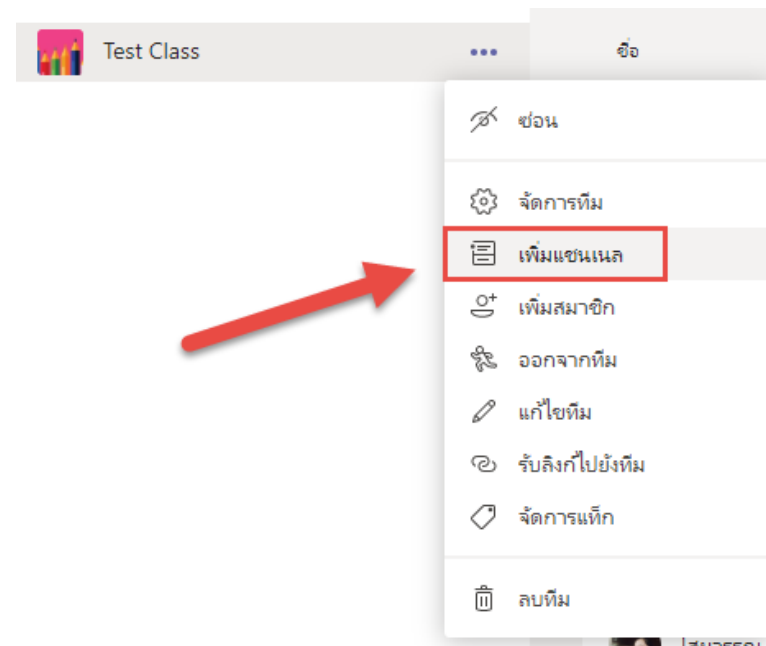 Test Class
ชื่อ
ซ่อน
จัดการทีม
เพิ่มแชนเนล
เพิ่มสมาชิก
ออกจากทีม
แก้ไขทีม
รับลิงก์ไปยังทีม
จัดการแท็ก
ลบทีม